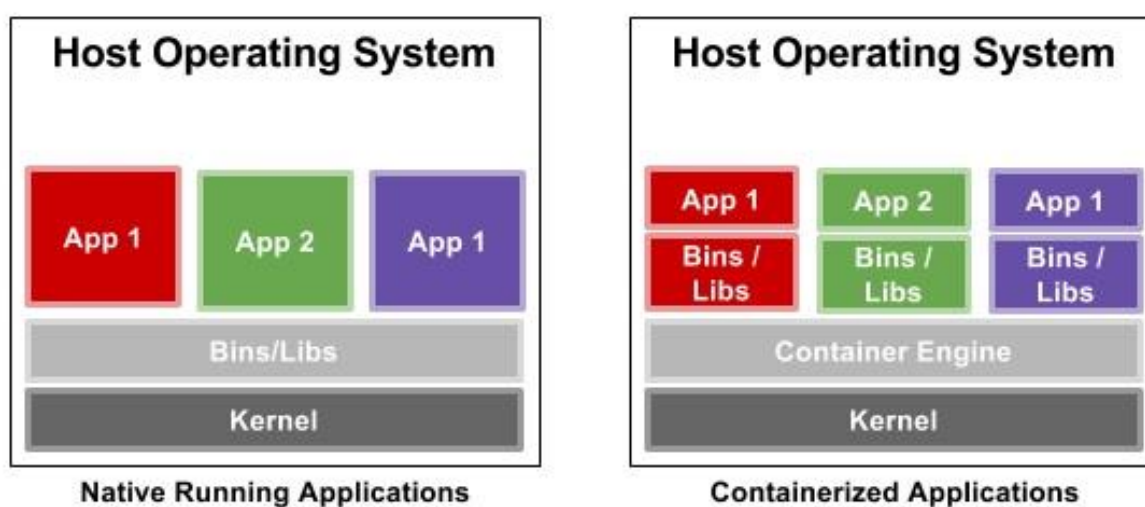 Host Operating System
App 1
App 2
App 1
Bins/Libs
Kernel
Native Running Applications
Host Operating System
App 1
App 2
App 1
Bins /
Libs
Bins /
Libs
Bins /
Libs
Container Engine
Kernel
Containerized Applications